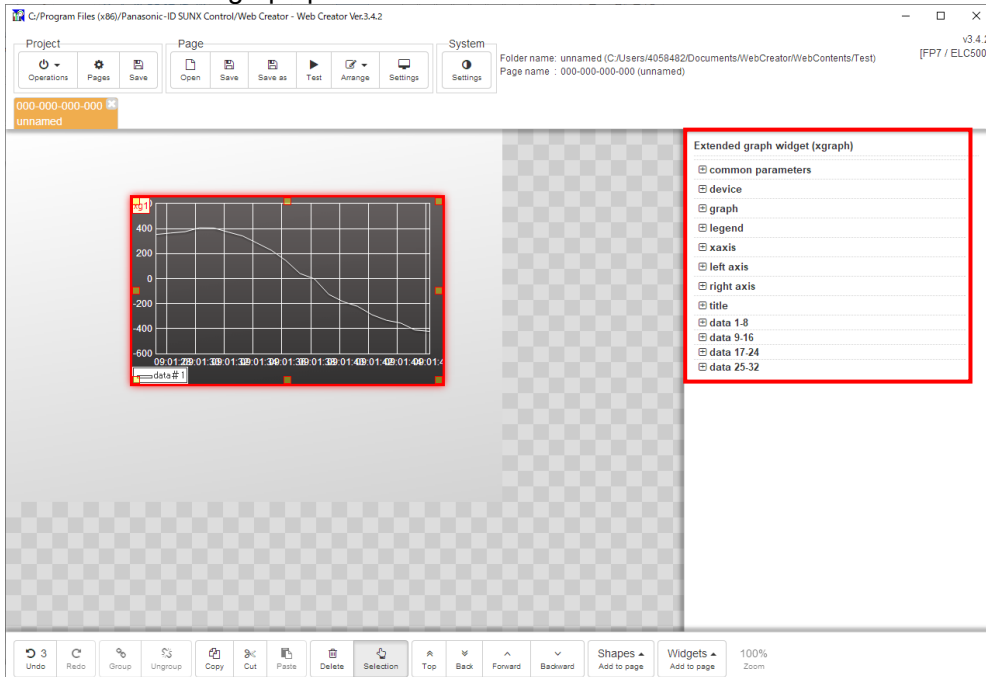 C:/Program Files (x86)/Panasonic-ID SUNX Control/Web Creator - Web Creator Ver.3.4.2
Project
Operations Pages Save
Page
Open Save Save as Test Arrange Settings
System
Settings
Folder name: unnamed (C:/Users/4058482/Documents/WebCreator/WebContents/Test)
Page name : 000-000-000-000 (unnamed)
v3.4.2
[FP7 / ELC500
000-000-000-000
unnamed
xg1
400
200
0
-200
-400
-600
data#1
Extended graph widget (xgraph)
common parameters
device
graph
legend
xaxis
left axis
right axis
title
data 1-8
data 9-16
data 17-24
data 25-32
3
Undo Redo Group Ungroup Copy Cut Paste Delete Selection Top Back Forward Backward
Shapes
Add to page
Widgets
Add to page
100%
Zoom